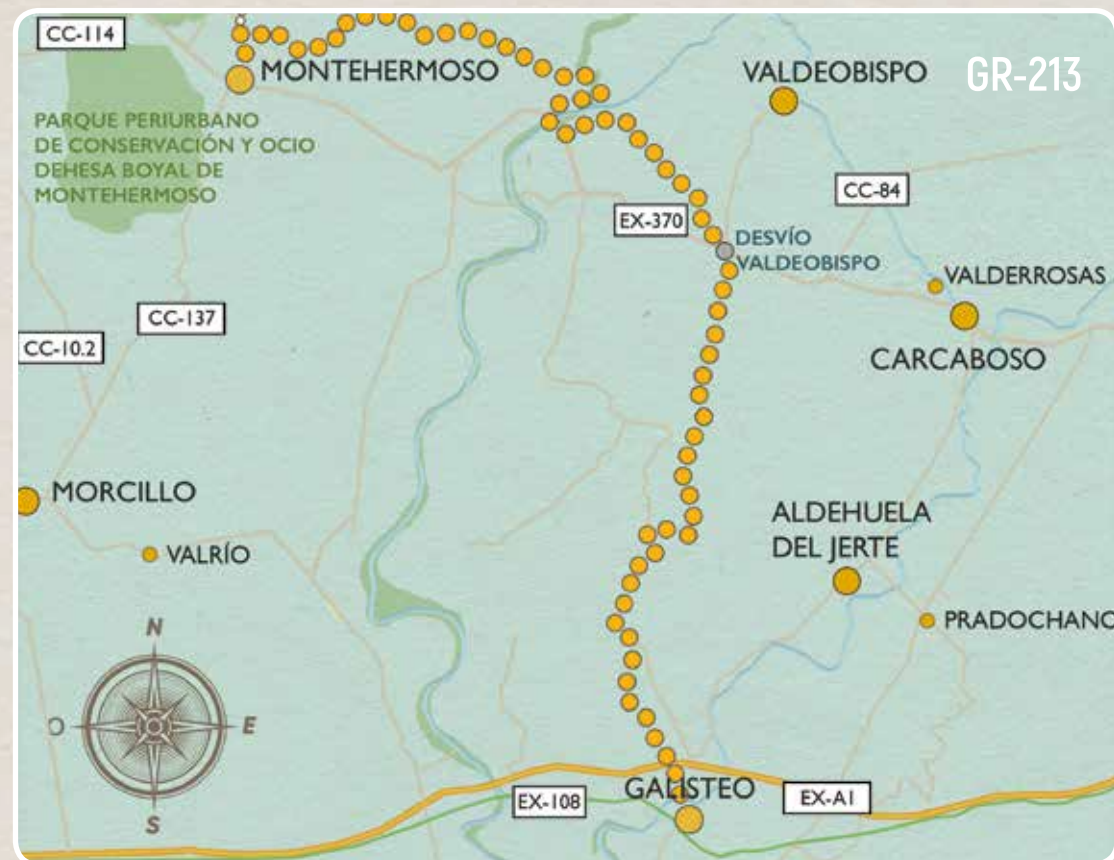 CC-114
MONTEHERMOSO
VALDEOBISPO
GR-213
PARQUE PERIURBANO
DE CONSERVACIÓN Y OCIO
DEHESA BOYAL DE
MONTEHERMOSO
CC-84
EX-370
DESVÍO
VALDEOBISPO
VALDERROSAS
CC-137
CC-10.2
CARCABOSO
MORCILLO
VALRÍO
ALDEHUELA
DEL JERTE
PRADOCHANO
N
O
E
S
GALISTEO
EX-108
EX-A1